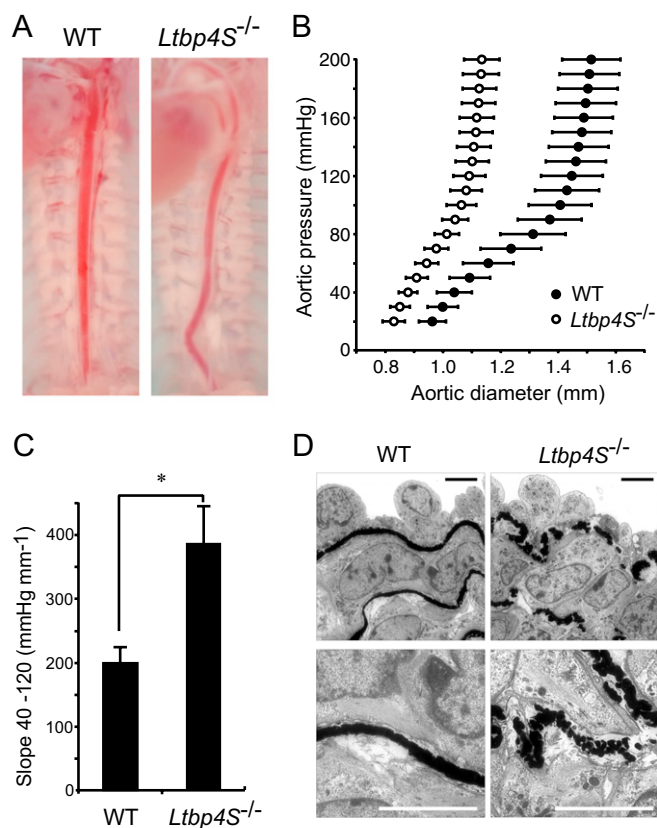 A
WT
Ltbp4S-/-
B
Aortic pressure (mmHg)
200
160
120
80
40
0
0.8 1.0 1.2 1.4 1.6
Aortic diameter (mm)
WT
Ltbp4S-/-
C
Slope 40 -120 (mmHg mm-1)
400
300
200
100
0
*
WT
Ltbp4S-/-
D
WT
Ltbp4S-/-